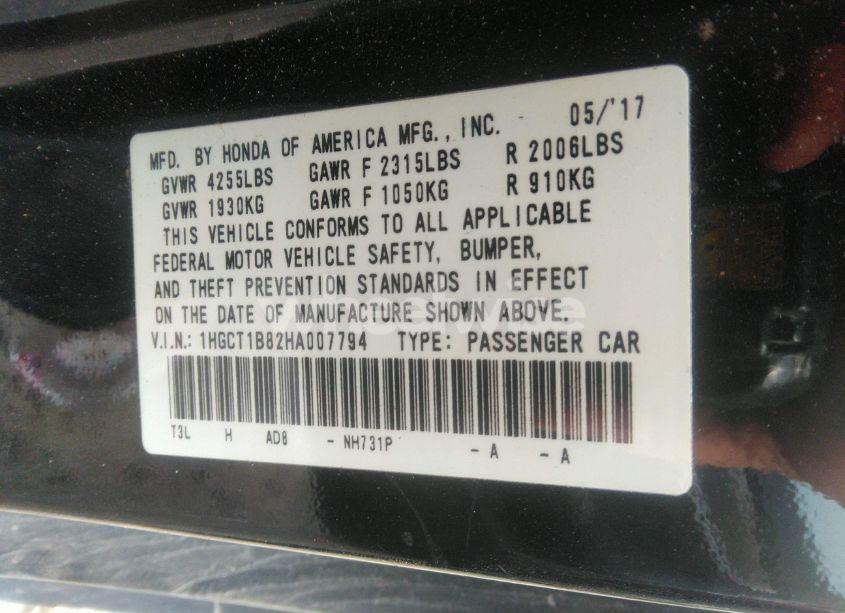 MFD. BY HONDA OF AMERICA MFG., INC. 05/'17
GVWR 4255LBS GAWR F 2315LBS R 2006LBS
GVWR 1930KG GAWR F 1050KG R 910KG
THIS VEHICLE CONFORMS TO ALL APPLICABLE
FEDERAL MOTOR VEHICLE SAFETY, BUMPER,
AND THEFT PREVENTION STANDARDS IN EFFECT
ON THE DATE OF MANUFACTURE SHOWN ABOVE.
V.I.N.: 1HGCT1B82HA007794 TYPE: PASSENGER CAR
T3L H AD8 - NH731P - A - A